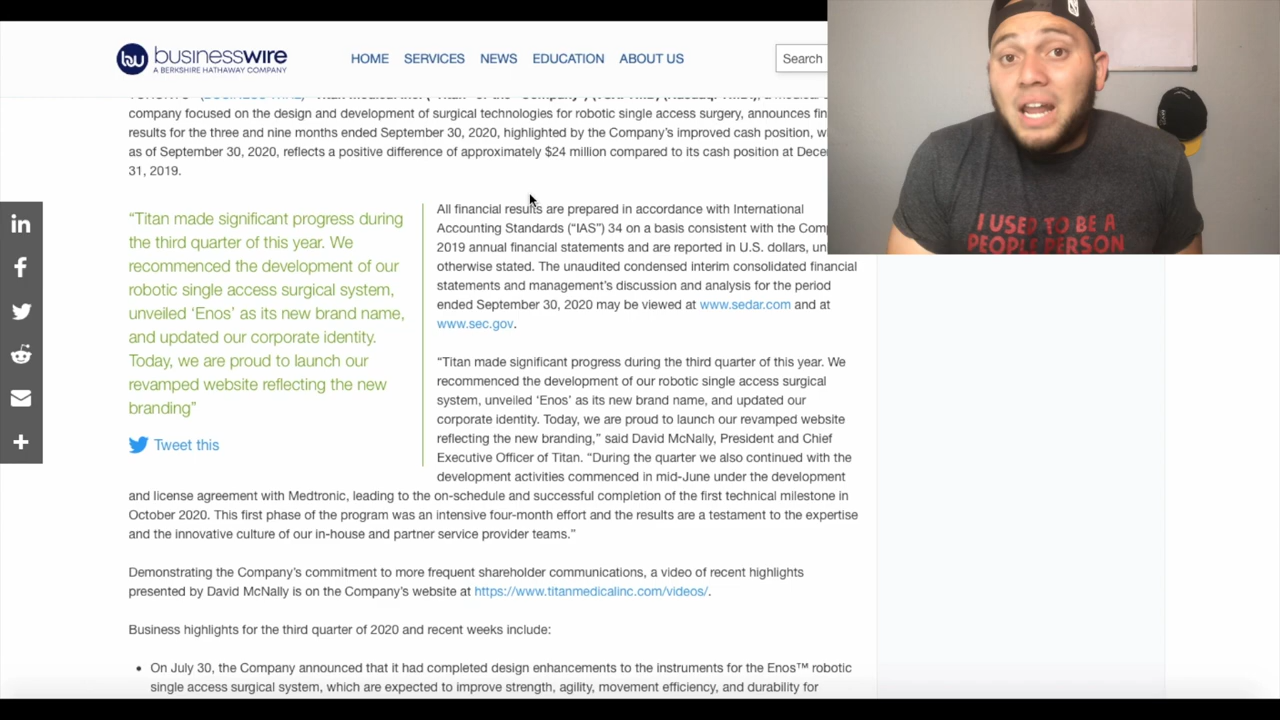 businesswire
A BERKSHIRE HATHAWAY COMPANY
HOME SERVICES NEWS EDUCATION ABOUT US
Search
company focused on the design and development of surgical technologies for robotic single access surgery, announces
results for the three and nine months ended September 30, 2020, highlighted by the Company's improved cash position,
as of September 30, 2020, reflects a positive difference of approximately $24 million compared to its cash position at
31, 2019.
“Titan made significant progress during
the third quarter of this year. We
recommenced the development of our
robotic single access surgical system,
unveiled ‘Enos’ as its new brand name,
and updated our corporate identity.
Today, we are proud to launch our
revamped website reflecting the new
branding”
Tweet this
All financial results are prepared in accordance with International
Accounting Standards (“IAS”) 34 on a basis consistent with the
2019 annual financial statements and are reported in U.S. dollars,
otherwise stated. The unaudited condensed interim consolidated financial
statements and management’s discussion and analysis for the period
ended September 30, 2020 may be viewed at www.sedar.com and at
www.sec.gov.
“Titan made significant progress during the third quarter of this year. We
recommenced the development of our robotic single access surgical
system, unveiled ‘Enos’ as its new brand name, and updated our
corporate identity. Today, we are proud to launch our revamped website
reflecting the new branding,” said David McNally, President and Chief
Executive Officer of Titan. “During the quarter we also continued with the
development activities commenced in mid-June under the development
and license agreement with Medtronic, leading to the on-schedule and successful completion of the first technical milestone in
October 2020. This first phase of the program was an intensive four-month effort and the results are a testament to the expertise
and the innovative culture of our in-house and partner service provider teams.”
Demonstrating the Company’s commitment to more frequent shareholder communications, a video of recent highlights
presented by David McNally is on the Company’s website at https://www.titanmedicalinc.com/videos/.
Business highlights for the third quarter of 2020 and recent weeks include:
• On July 30, the Company announced that it had completed design enhancements to the instruments for the Enos™ robotic
single access surgical system, which are expected to improve strength, agility, movement efficiency, and durability for
I USED TO BE A
PEOPLE PERSON